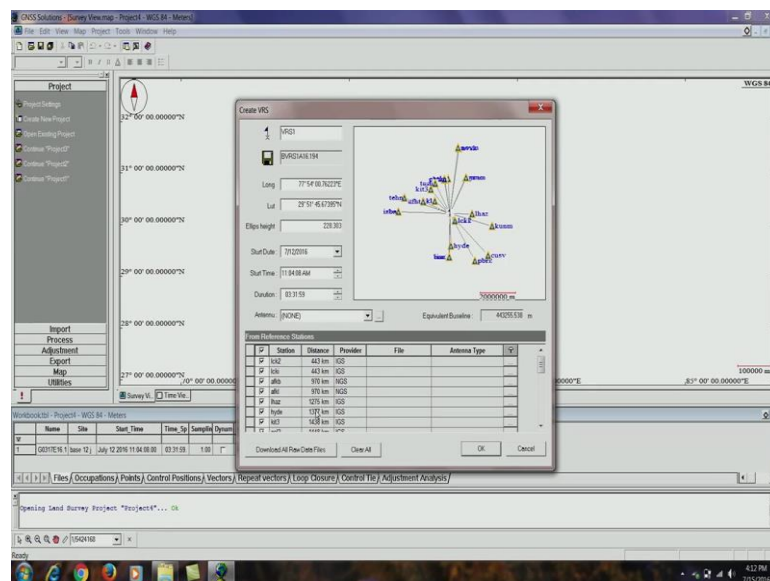 GNSS Solutions - [Survey View.map - Project4 - WGS 84 - Meters]
File Edit View Map Project Tools Window Help
Project
Project Settings
Create New Project
Open Existing Project
Continue "Project3"
Continue "Project2"
Continue "Project1"
Import
Process
Adjustment
Export
Map
Utilities
WGS 84
32° 00' 00.00000"N
31° 00' 00.00000"N
30° 00' 00.00000"N
29° 00' 00.00000"N
28° 00' 00.00000"N
27° 00' 00.00000"N
100000 m
Survey Vi.. Time Vie..
Create VRS
VRS1
BVRS1A16.194
Long 77° 54' 00.76223"E
Lat 29° 51' 45.67395"N
Ellips height 228.383
Start Date : 7/12/2016
Start Time : 11:04:08 AM
Duration : 03:31:59
Antenna : (NONE)
Equivalent Baseline : 443255.538 m
kit3
tehn
lhaz
lck2
kunm
hyde
cusv
From Reference Stations
Station Distance Provider File Antenna Type
lck2 443 km IGS
lcki 443 km IGS
afkb 970 km NGS
afkl 970 km NGS
lhaz 1275 km IGS
hyde 1377 km IGS
kit3 1438 km IGS
Download All Raw Data Files Clear All OK Cancel
Workbook.tbl - Project4 - WGS 84 - Meters
Name Site Start_Time Time_Sp Samplin Dynam
1 G0317E16.1 base 12 j July 12 2016 11:04:08.00 03:31:59 1.00
Files Occupations Points Control Positions Vectors Repeat vectors Loop Closure Control Tie Adjustment Analysis
Opening Land Survey Project "Project4"... Ok
1/5424160
Ready
4:12 PM